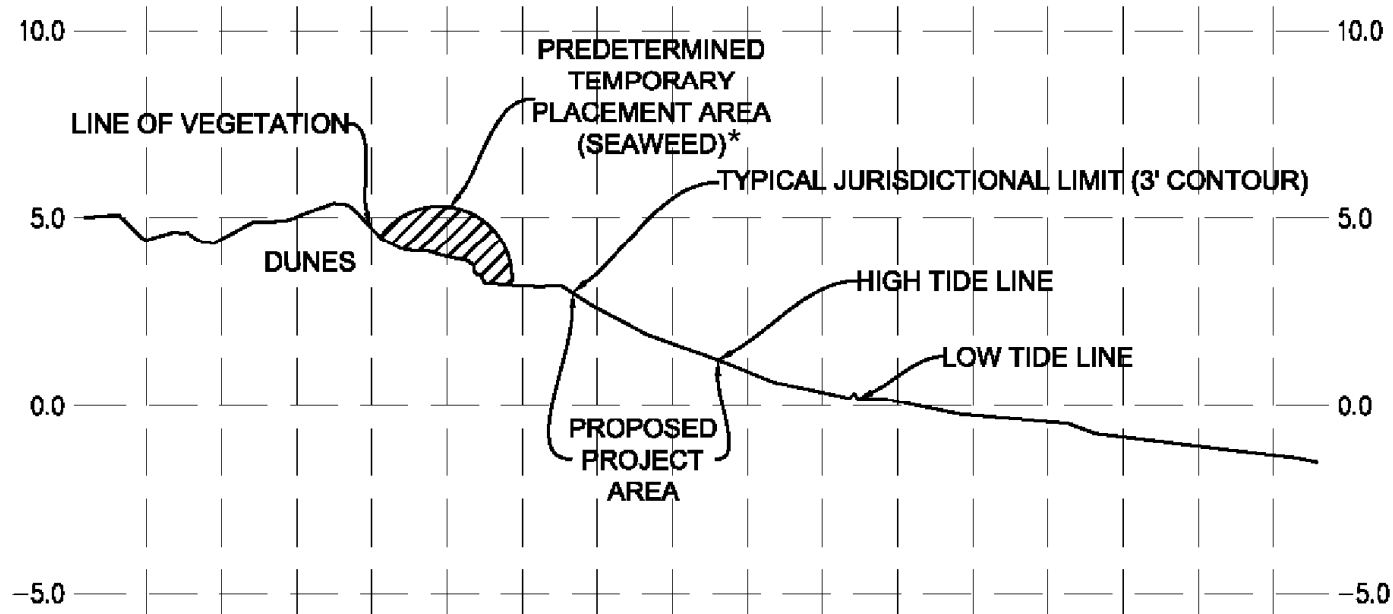 10.0
10.0
PREDETERMINED
TEMPORARY
PLACEMENT AREA
(SEAWEED)*
LINE OF VEGETATION
TYPICAL JURISDICTIONAL LIMIT (3' CONTOUR)
5.0
5.0
DUNES
HIGH TIDE LINE
LOW TIDE LINE
0.0
0.0
PROPOSED
PROJECT
AREA
-5.0
-5.0